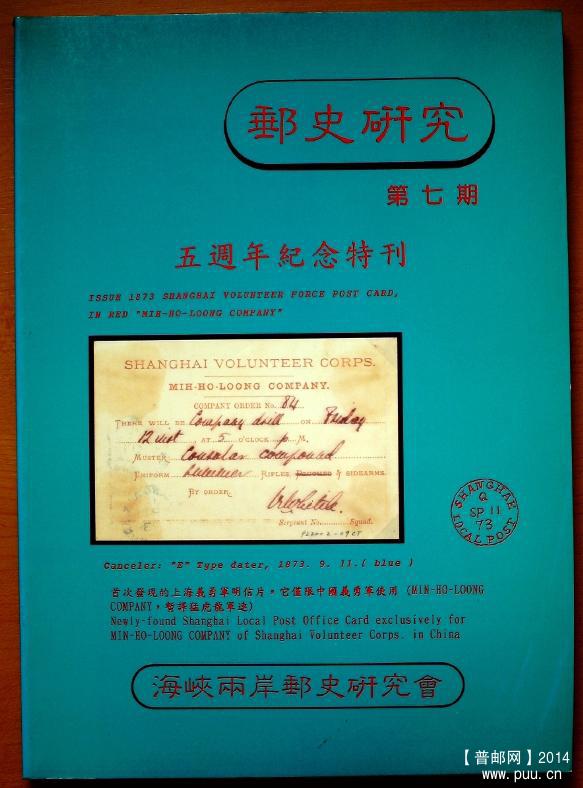 郵史研究
第七期
五週年紀念特刊
ISSUE 1873 SHANGHAI VOLUNTEER FORCE POST CARD,
IN RED "MIH-HO-LOONG COMPANY"
SHANGHAI VOLUNTEER CORPS.
MIH-HO-LOONG COMPANY.
COMPANY ORDER No. 84
THERE WILL BE Company drill ON Friday
12 inst AT 5 O'CLOCK p M.
MUSTER Consular compound
UNIFORM Summer RIFLES, POUCHES & SIDEARMS.
BY ORDER,
Sergeant No. Squad.
SHANGHAI
Q
SP 11
73
LOCAL POST
Canceler: "E" Type dater, 1873. 9. 11.( blue )
首次發現的上海義勇軍明信片。它僅限中國義勇軍使用 (MIN-HO-LOONG
COMPANY，暫譯猛虎龍軍連)
Newly-found Shanghai Local Post Office Card exclusively for
MIN-HO-LOONG COMPANY of Shanghai Volunteer Corps. in China
海峽兩岸郵史研究會
【普邮网】2014
www.puu.cn